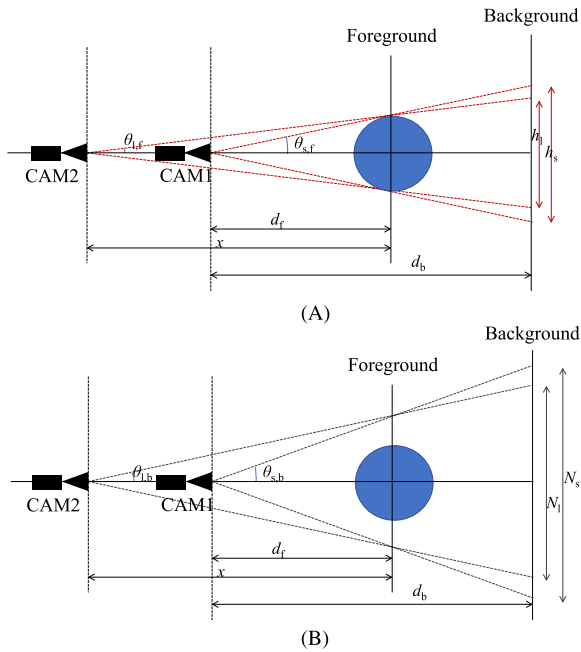 Background
Foreground
θl,f
θs,f
hl
hs
CAM2
CAM1
df
x
db
(A)
Background
Foreground
θl,b
θs,b
Ns
Nl
CAM2
CAM1
df
x
db
(B)